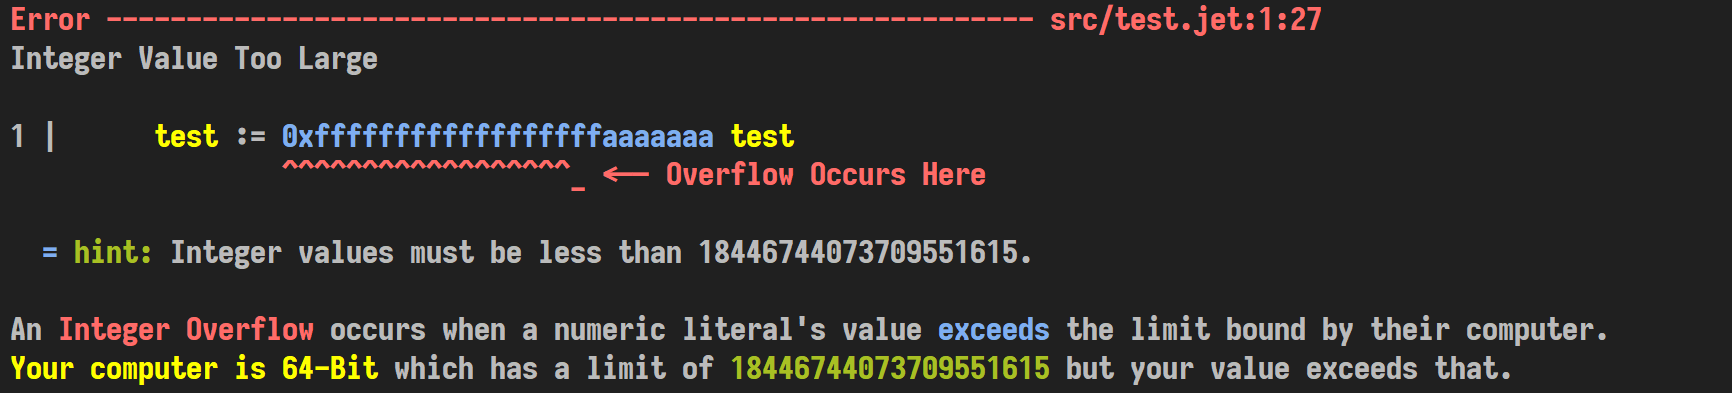 Error ---------------------------------------------------------- src/test.jet:1:27
Integer Value Too Large
1 |      test := 0xffffffffffffffffffaaaaaaa test
^^^^^^^^^^^^^^^^^^_ <-- Overflow Occurs Here
= hint: Integer values must be less than 18446744073709551615.
An Integer Overflow occurs when a numeric literal's value exceeds the limit bound by their computer.
Your computer is 64-Bit which has a limit of 18446744073709551615 but your value exceeds that.